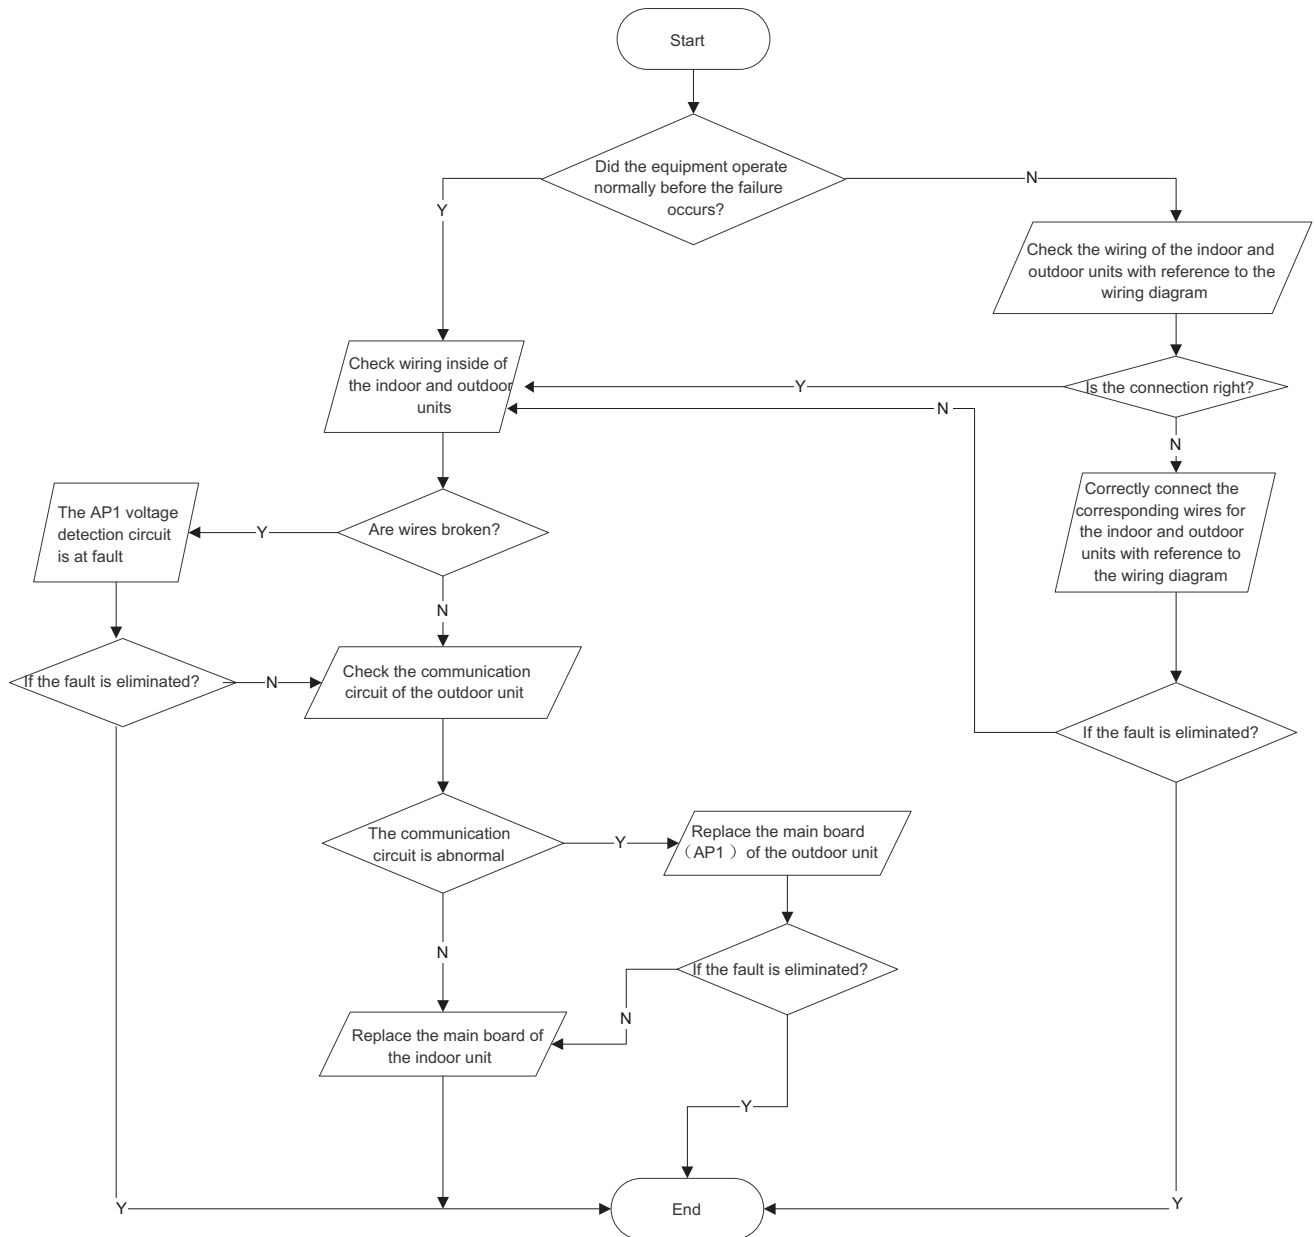 Start
Did the equipment operate
normally before the failure
occurs?
N
Y
Check the wiring of the indoor and
outdoor units with reference to the
wiring diagram
Check wiring inside of
the indoor and outdoor
units
Y
Is the connection right?
N
N
Correctly connect the
corresponding wires for
the indoor and outdoor
units with reference to
the wiring diagram
The AP1 voltage
detection circuit
is at fault
Y
Are wires broken?
N
If the fault is eliminated?
N
Check the communication
circuit of the outdoor unit
If the fault is eliminated?
The communication
circuit is abnormal
Y
Replace the main board
（AP1 ）of the outdoor unit
N
If the fault is eliminated?
N
Replace the main board of
the indoor unit
Y
Y
End
Y